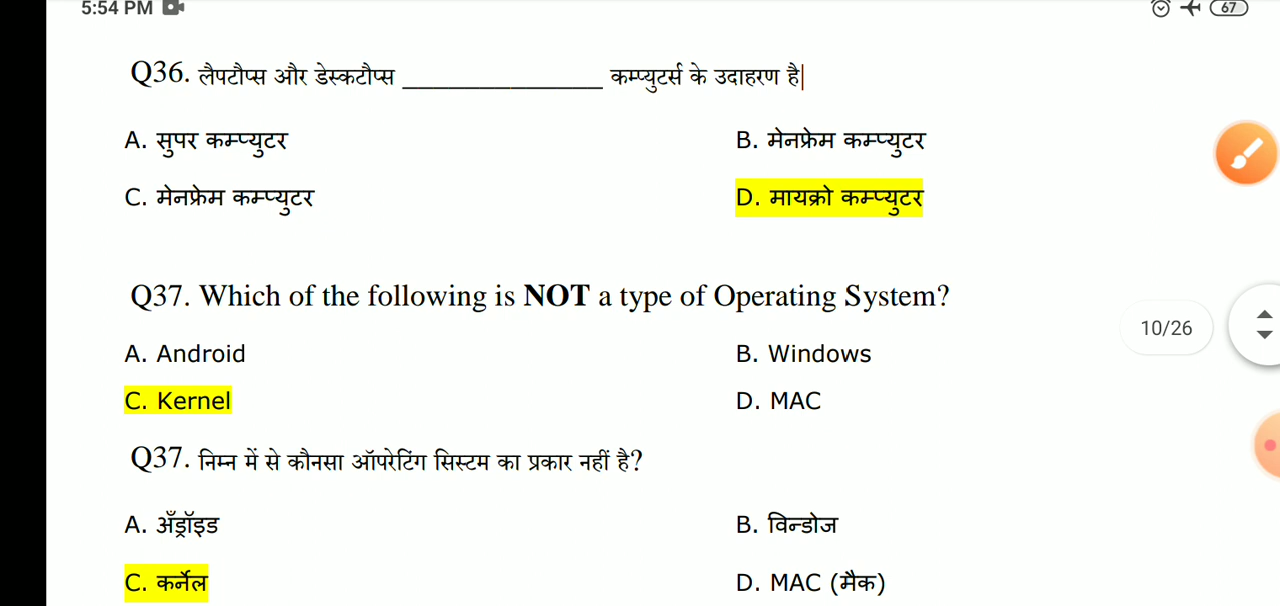 5:54 PM
67
Q36. लैपटौप्स और डेस्कटौप्स _____________ कम्प्युटर्स के उदाहरण है|
A. सुपर कम्प्युटर
B. मेनफ्रेम कम्प्युटर
C. मेनफ्रेम कम्प्युटर
D. मायक्रो कम्प्युटर
Q37. Which of the following is NOT a type of Operating System?
10/26
A. Android
B. Windows
C. Kernel
D. MAC
Q37. निम्न में से कौनसा ऑपरेटिंग सिस्टम का प्रकार नहीं है?
A. अँड्रॉइड
B. विन्डोज
C. कर्नेल
D. MAC (मैक)